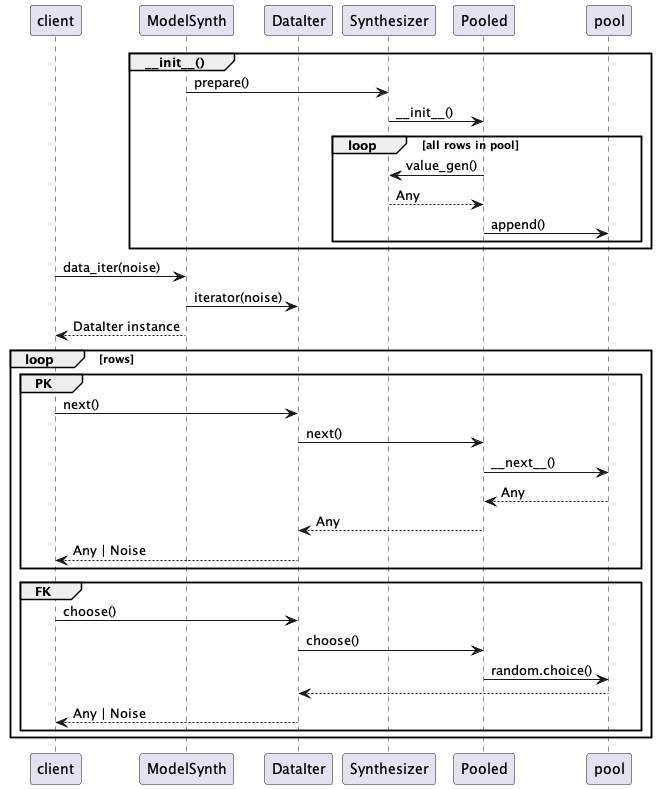 client ModelSynth DataIter Synthesizer Pooled pool
__init__()
prepare()
__init__()
loop [all rows in pool]
value_gen()
Any
append()
data_iter(noise)
iterator(noise)
DataIter instance
loop [rows]
PK
next()
next()
__next__()
Any
Any
Any | Noise
FK
choose()
choose()
random.choice()
Any | Noise
client ModelSynth DataIter Synthesizer Pooled pool